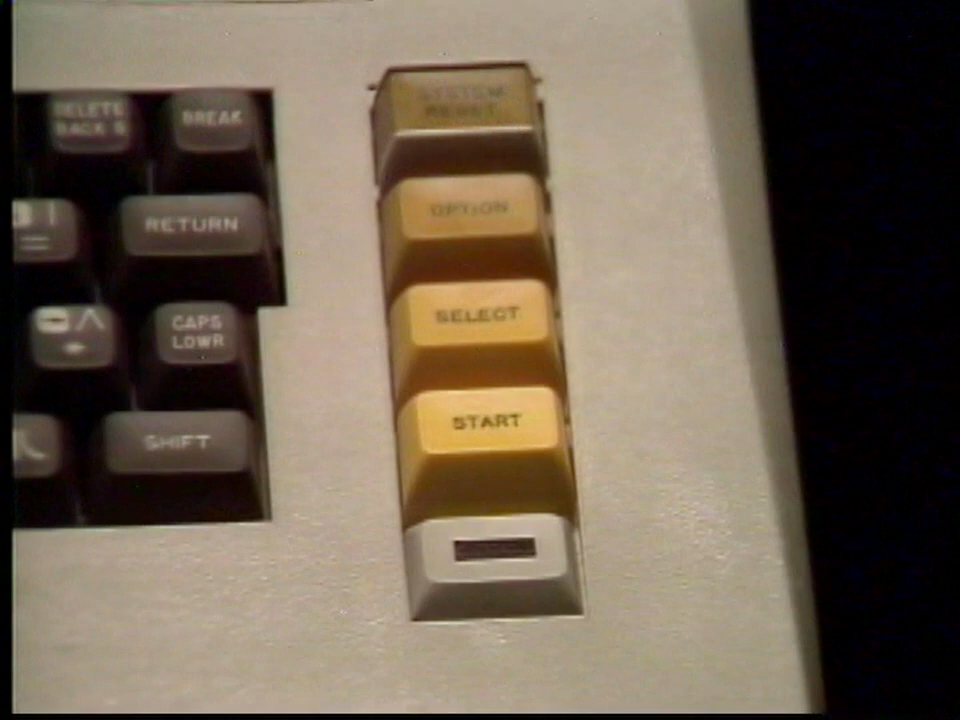 DELETE
BACK S
BREAK
SYSTEM
RESET
OPTION
RETURN
SELECT
CAPS
LOWR
START
SHIFT